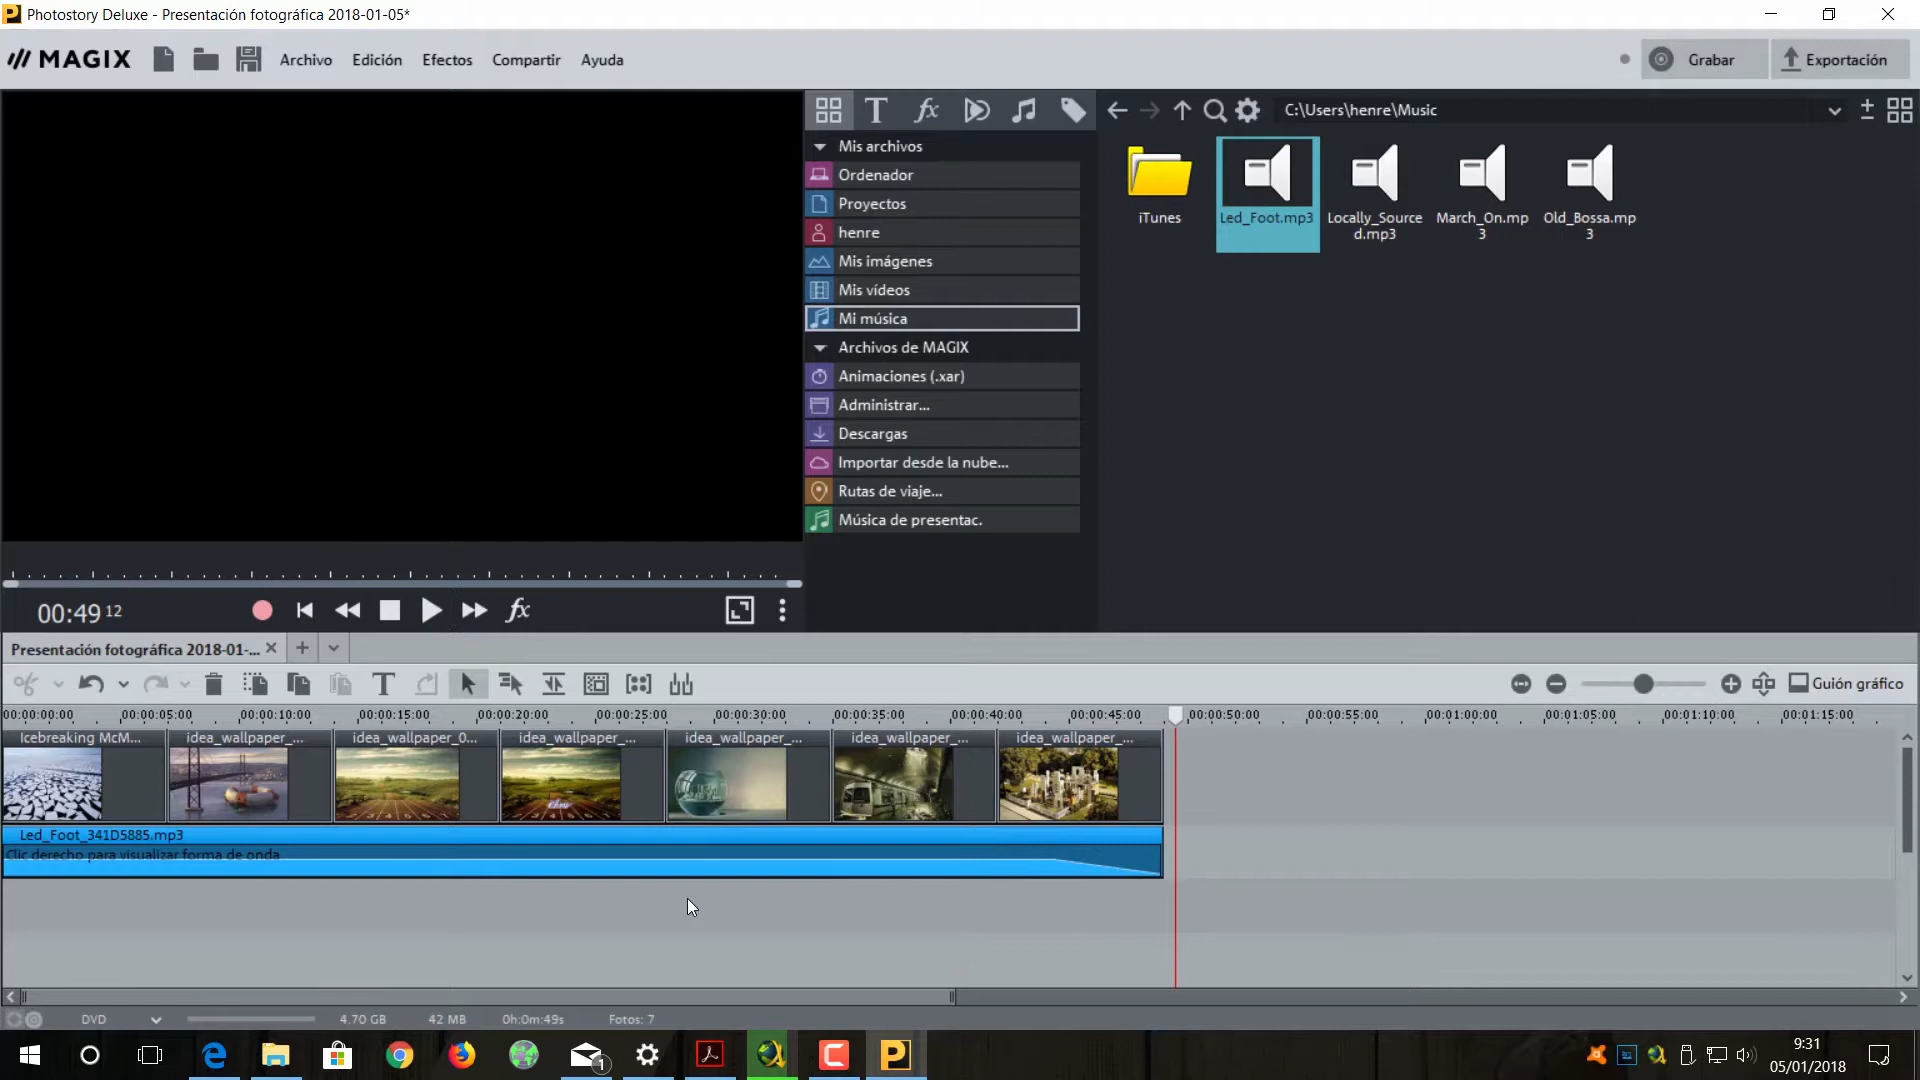 Photostory Deluxe - Presentación fotográfica 2018-01-05*
MAGIX
Archivo
Edición
Efectos
Compartir
Ayuda
Grabar
Exportación
C:\Users\henre\Music
Mis archivos
Ordenador
Proyectos
henre
Mis imágenes
Mis vídeos
Mi música
Archivos de MAGIX
Animaciones (.xar)
Administrar...
Descargas
Importar desde la nube...
Rutas de viaje...
Música de presentac.
iTunes
Led_Foot.mp3
Locally_Source
d.mp3
March_On.mp
3
Old_Bossa.mp
3
00:49 12
Presentación fotográfica 2018-01-...
Guión gráfico
00:00:00:00
00:00:05:00
00:00:10:00
00:00:15:00
00:00:20:00
00:00:25:00
00:00:30:00
00:00:35:00
00:00:40:00
00:00:45:00
00:00:50:00
00:00:55:00
00:01:00:00
00:01:05:00
00:01:10:00
00:01:15:00
Icebreaking McM...
idea_wallpaper_...
idea_wallpaper_0...
idea_wallpaper_...
idea_wallpaper_...
idea_wallpaper_...
idea_wallpaper_...
Led_Foot_341D5885.mp3
Clic derecho para visualizar forma de onda
DVD
4.70 GB
42 MB
0h:0m:49s
Fotos: 7
1
9:31
05/01/2018